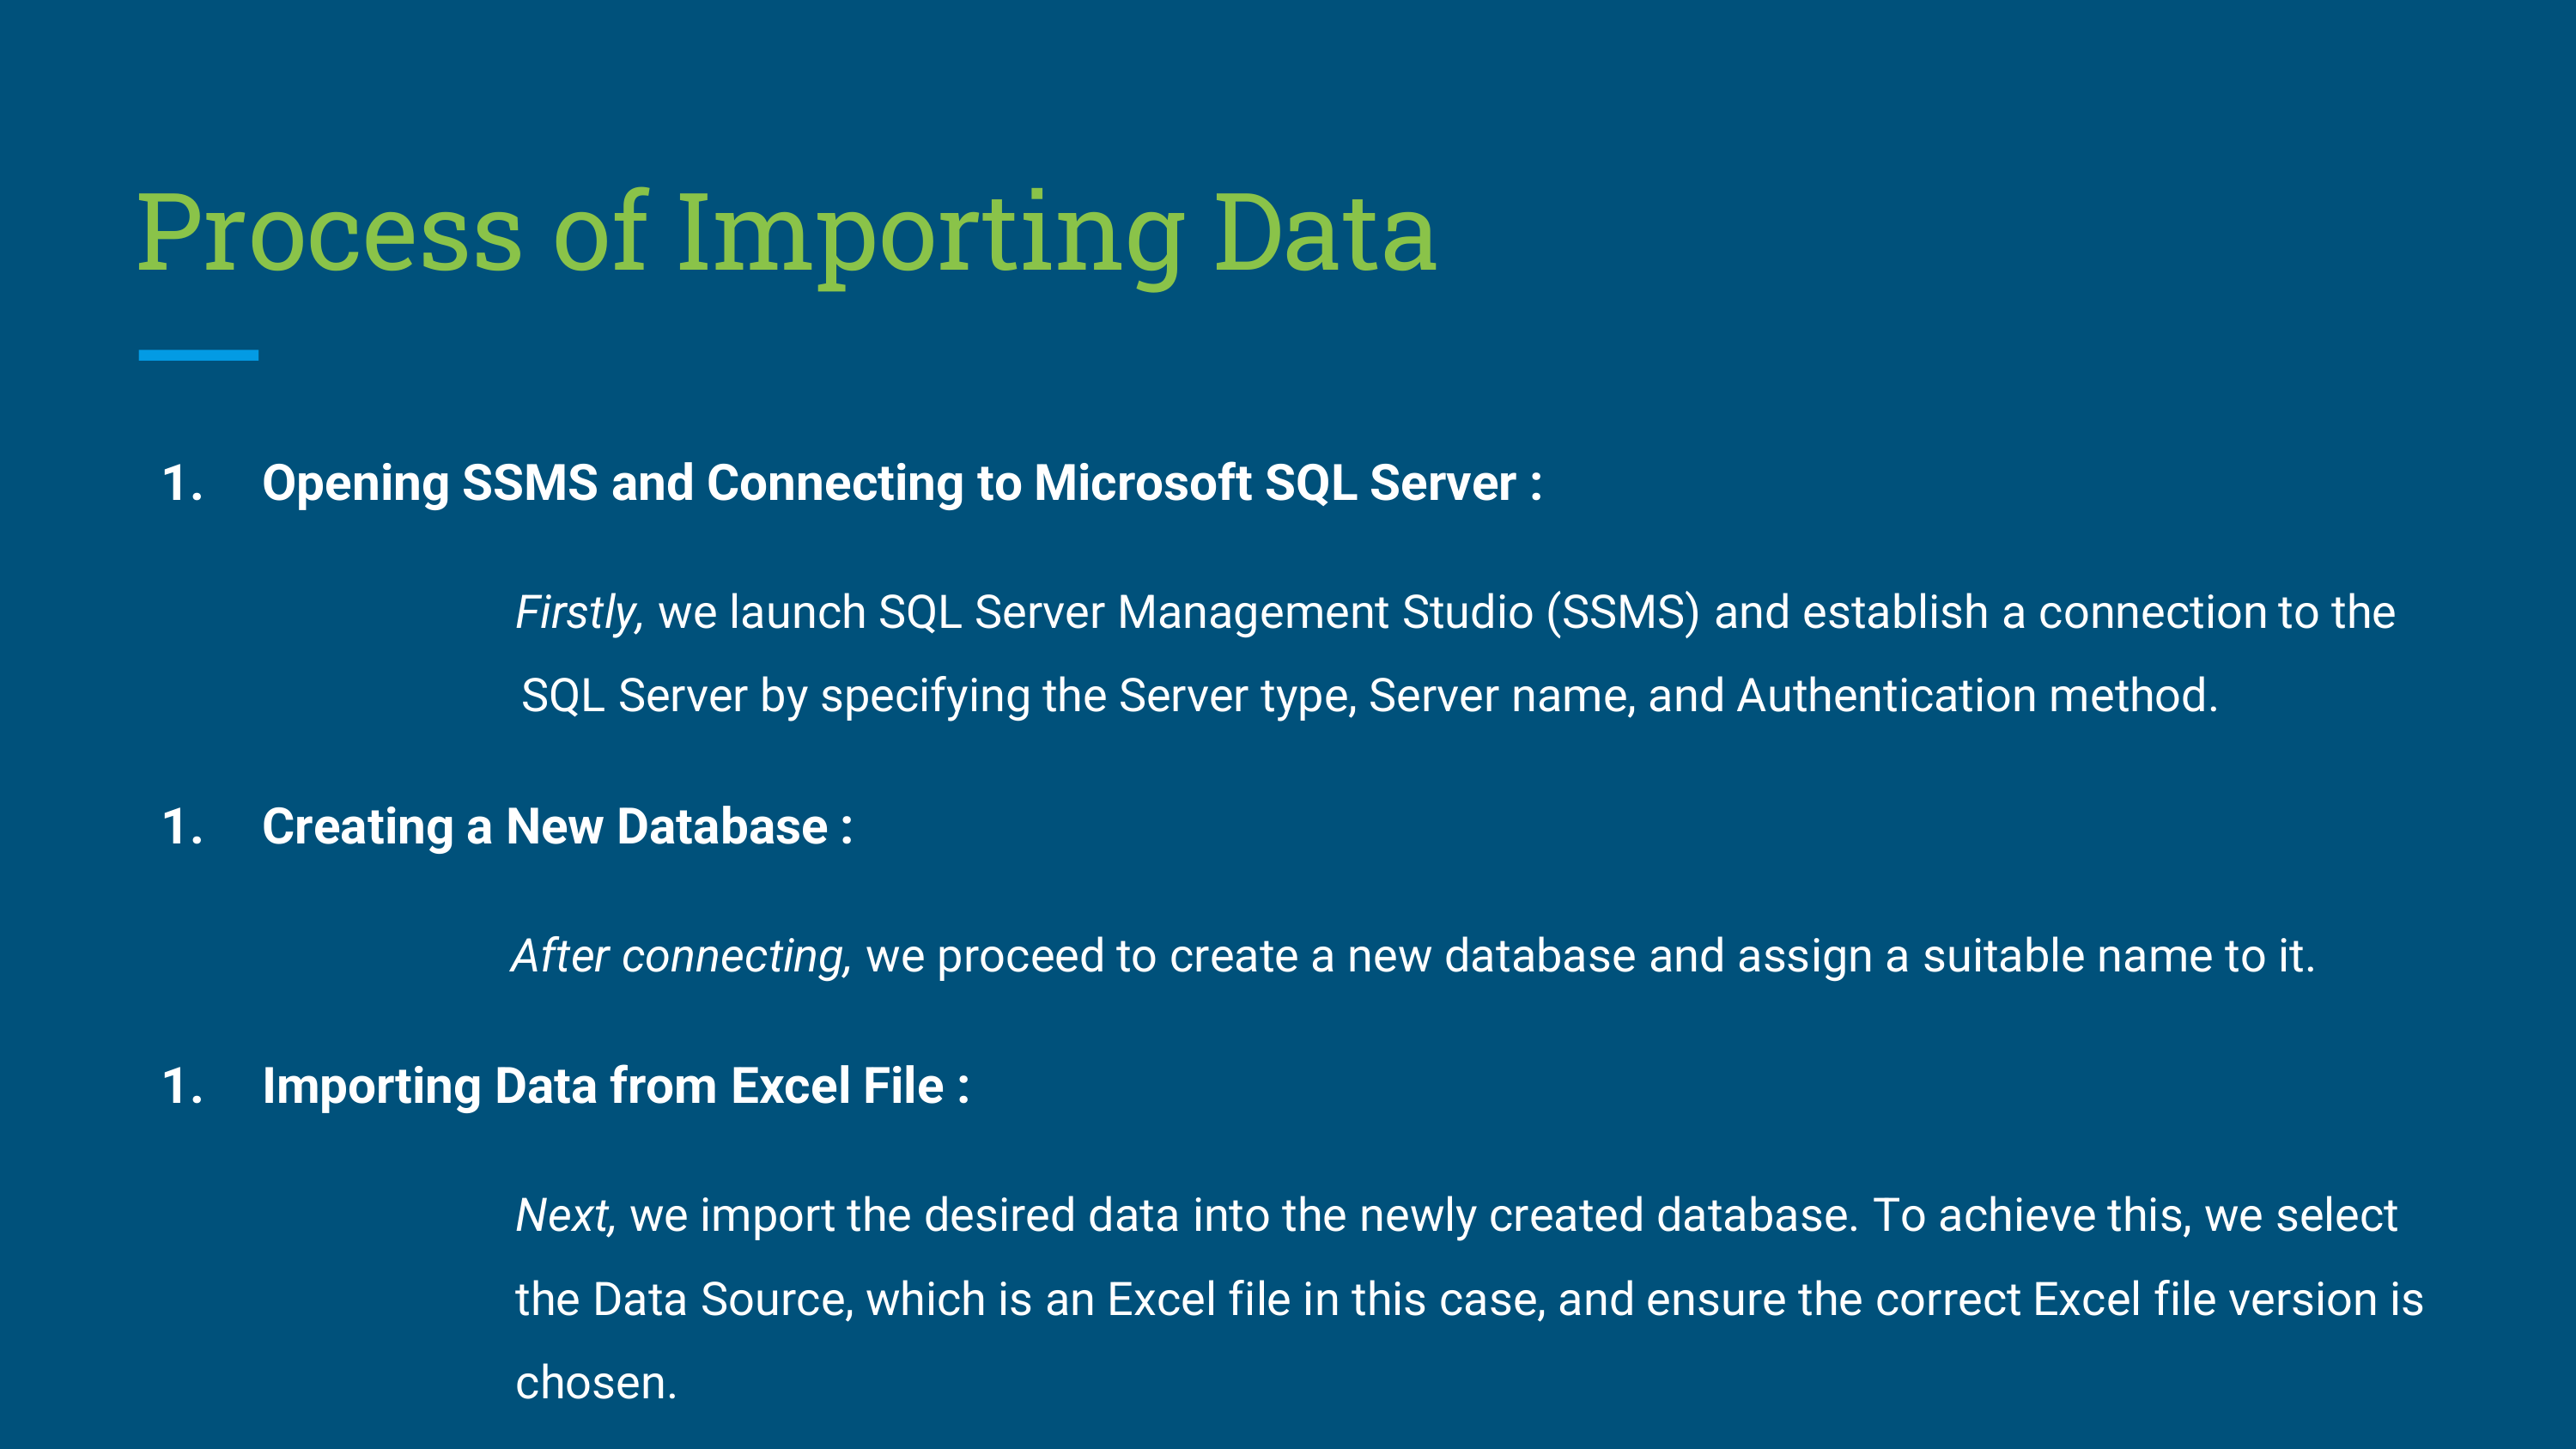 Process of Importing Data
1. Opening SSMS and Connecting to Microsoft SQL Server :
Firstly, we launch SQL Server Management Studio (SSMS) and establish a connection to the
SQL Server by specifying the Server type, Server name, and Authentication method.
1. Creating a New Database :
After connecting, we proceed to create a new database and assign a suitable name to it.
1. Importing Data from Excel File :
Next, we import the desired data into the newly created database. To achieve this, we select
the Data Source, which is an Excel file in this case, and ensure the correct Excel file version is
chosen.